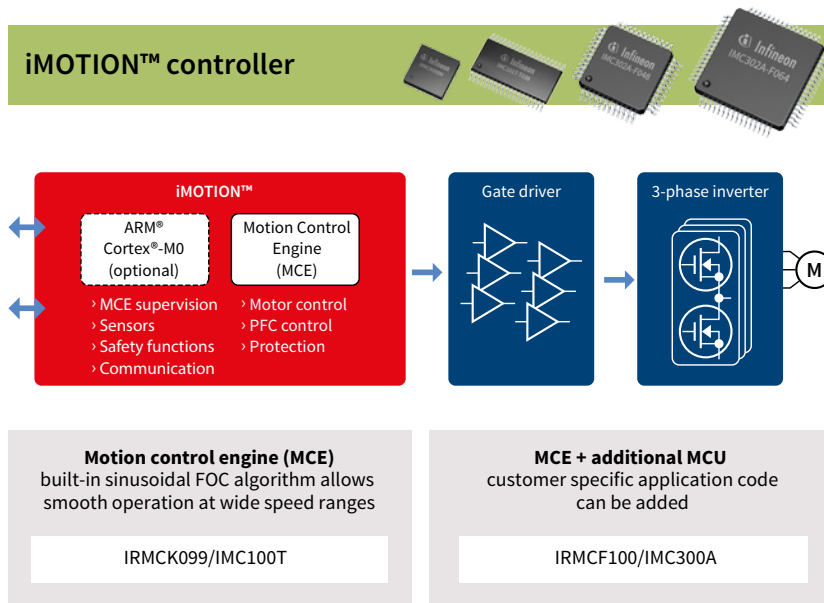 iMOTION™ controller
Infineon
Infineon
IMC302A-F048
Infineon
IMC302A-F064
iMOTION™
ARM®
Cortex®-M0
(optional)
Motion Control
Engine
(MCE)
› MCE supervision
› Sensors
› Safety functions
› Communication
› Motor control
› PFC control
› Protection
Gate driver
3-phase inverter
M
Motion control engine (MCE)
built-in sinusoidal FOC algorithm allows
smooth operation at wide speed ranges
IRMCK099/IMC100T
MCE + additional MCU
customer specific application code
can be added
IRMCF100/IMC300A